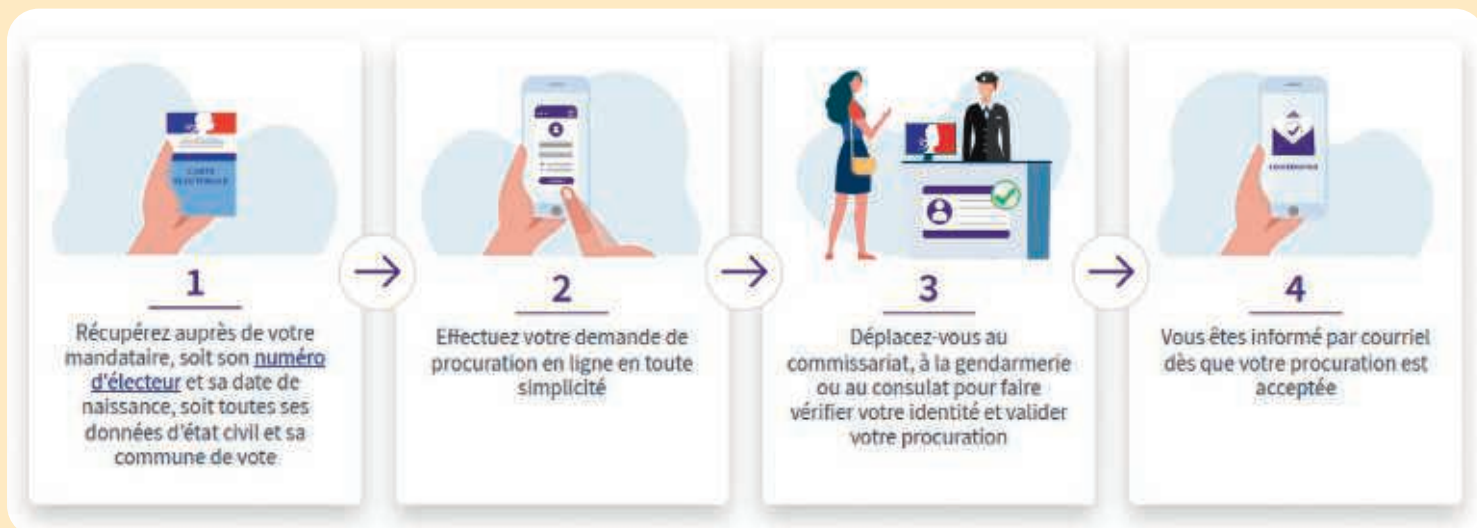 CARTE
ÉLECTORALE
1
Récupérez auprès de votre
mandataire, soit son numéro
d'électeur et sa date de
naissance, soit toutes ses
données d'état civil et sa
commune de vote
2
Effectuez votre demande de
procuration en ligne en toute
simplicité
3
Déplacez-vous au
commissariat, à la gendarmerie
ou au consulat pour faire
vérifier votre identité et valider
votre procuration
4
Vous êtes informé par courriel
dès que votre procuration est
acceptée